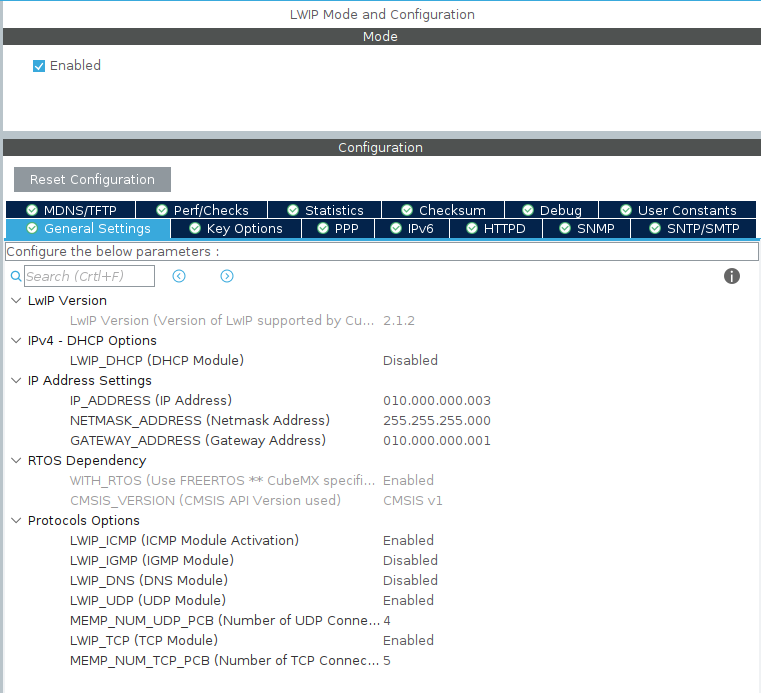 LWIP Mode and Configuration
Mode
Enabled
Configuration
Reset Configuration
MDNS/TFTP Perf/Checks Statistics Checksum Debug User Constants
General Settings Key Options PPP IPv6 HTTPD SNMP SNTP/SMTP
Configure the below parameters :
Search (Crtl+F)
LwIP Version
LwIP Version (Version of LwIP supported by Cu... 2.1.2
IPv4 - DHCP Options
LWIP_DHCP (DHCP Module) Disabled
IP Address Settings
IP_ADDRESS (IP Address) 010.000.000.003
NETMASK_ADDRESS (Netmask Address) 255.255.255.000
GATEWAY_ADDRESS (Gateway Address) 010.000.000.001
RTOS Dependency
WITH_RTOS (Use FREERTOS ** CubeMX specifi... Enabled
CMSIS_VERSION (CMSIS API Version used) CMSIS v1
Protocols Options
LWIP_ICMP (ICMP Module Activation) Enabled
LWIP_IGMP (IGMP Module) Disabled
LWIP_DNS (DNS Module) Disabled
LWIP_UDP (UDP Module) Enabled
MEMP_NUM_UDP_PCB (Number of UDP Conne... 4
LWIP_TCP (TCP Module) Enabled
MEMP_NUM_TCP_PCB (Number of TCP Connec... 5